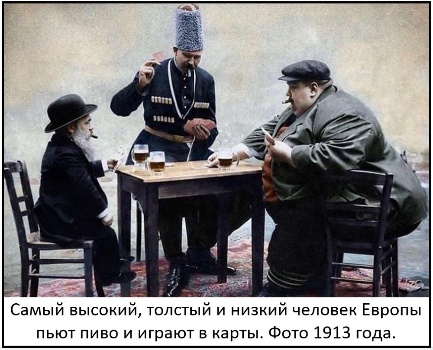 Самый высокий, толстый и низкий человек Европы
пьют пиво и играют в карты. Фото 1913 года.